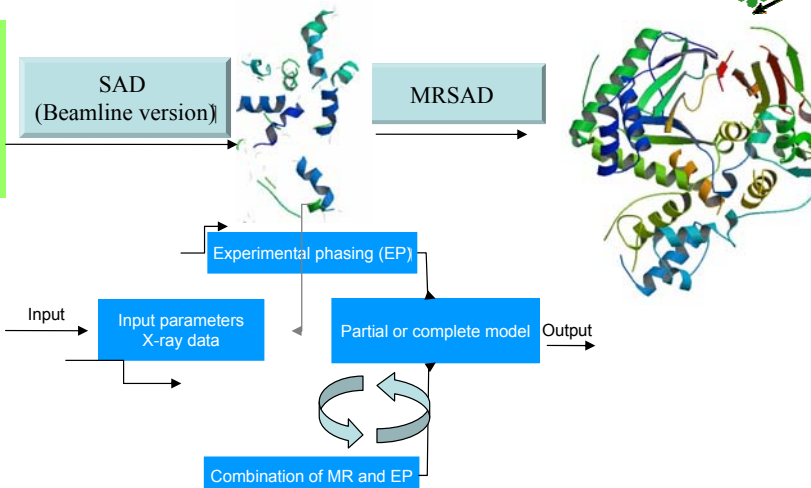 SAD
(Beamline version)
MRSAD
Experimental phasing (EP)
Input
Input parameters
X-ray data
Partial or complete model
Output
Combination of MR and EP